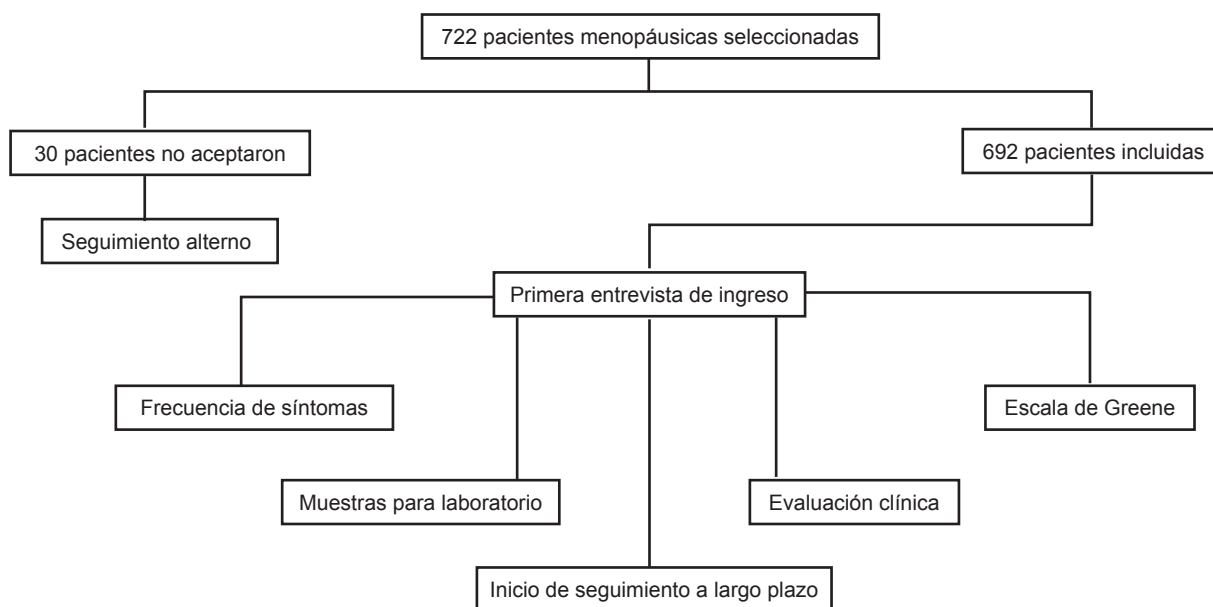 722 pacientes menopáusicas seleccionadas
30 pacientes no aceptaron
692 pacientes incluidas
Seguimiento alterno
Primera entrevista de ingreso
Frecuencia de síntomas
Escala de Greene
Muestras para laboratorio
Evaluación clínica
Inicio de seguimiento a largo plazo